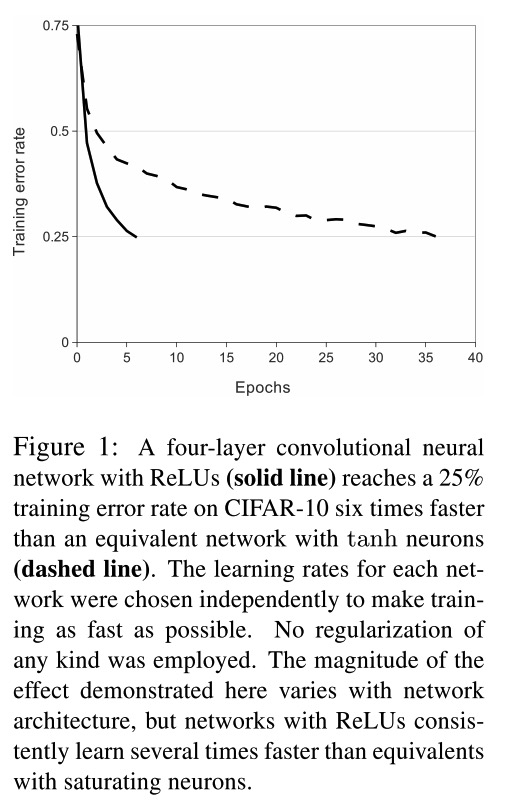 0.75
0.5
0.25
0
Training error rate
0 5 10 15 20 25 30 35 40
Epochs
Figure 1: A four-layer convolutional neural
network with ReLUs (solid line) reaches a 25%
training error rate on CIFAR-10 six times faster
than an equivalent network with tanh neurons
(dashed line). The learning rates for each net-
work were chosen independently to make train-
ing as fast as possible. No regularization of
any kind was employed. The magnitude of the
effect demonstrated here varies with network
architecture, but networks with ReLUs consis-
tently learn several times faster than equivalents
with saturating neurons.